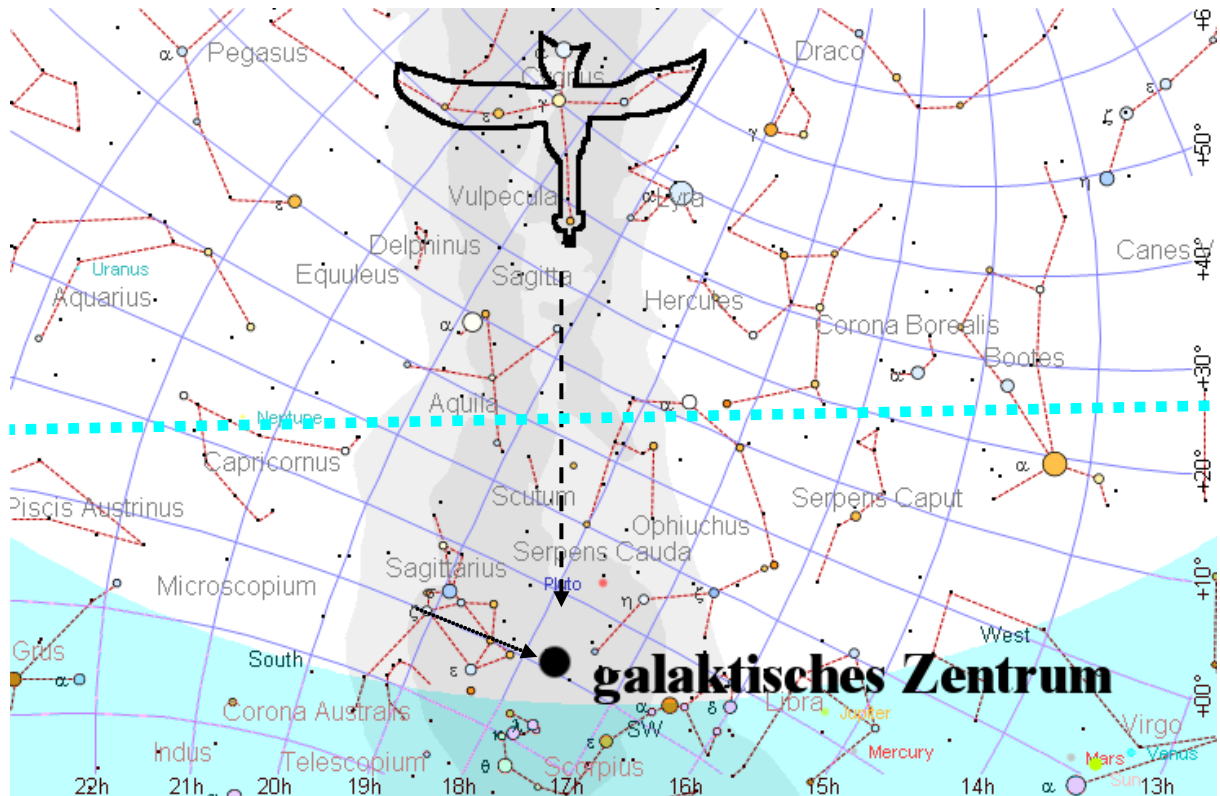 Pegasus
α
Draco
+6
α
Cygnus
γ
ε
γ
ε
ζ
η
+50°
ε
Vulpecula
α
Lyra
Delphinus
Equuleus
Sagitta
Canes V
+40°
Uranus
Aquarius
Hercules
α
Corona Borealis
Bootes
α
+30°
Aquila
α
Neptune
Capricornus
α
+20°
Piscis Austrinus
Scutum
Serpens Caput
Ophiuchus
Serpens Cauda
Microscopium
Sagittarius
Pluto
η
ξ
+10°
ζ
West
Grus
South
ε
galaktisches Zentrum
α
Corona Australis
α
δ
Libra
Jupiter
+00°
Virgo
Indus
Telescopium
κ
λ
ε
SW
Mercury
Mars
Venus
θ
Scorpius
Sun
22h
21h
20h
19h
18h
17h
16h
15h
14h
α
13h
α